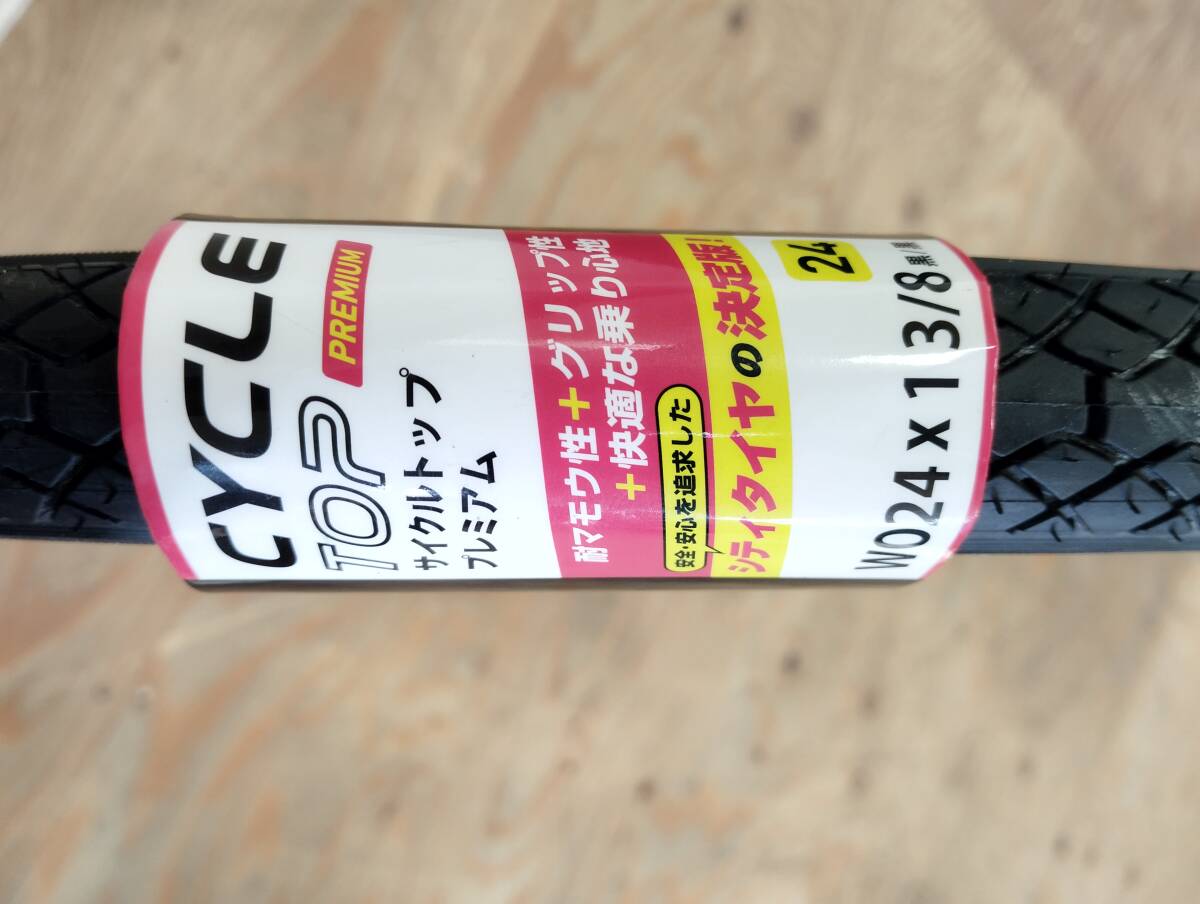 CYCLE
TOP PREMIUM
サイクルトップ
プレミアム
耐マモウ性+グリップ性
+快適な乗り心地
安全・安心を追求した
シティタイヤの決定版!
24
WO24 x 1 3/8 黒/黒